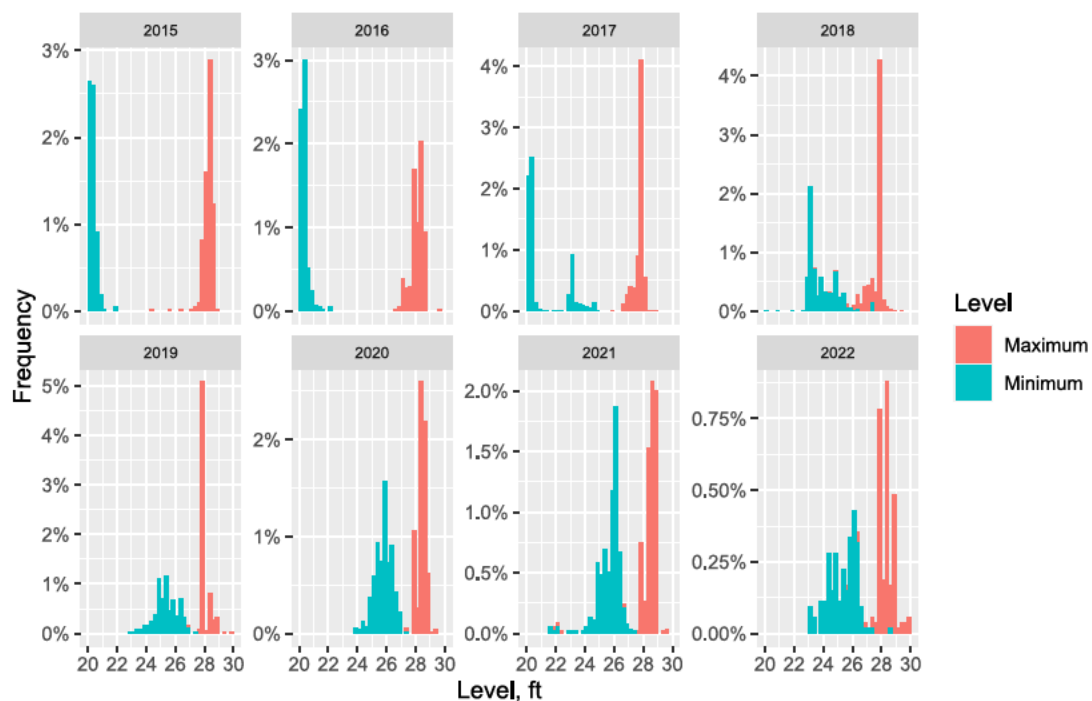 2015 2016 2017 2018
3% 3% 4% 4%
2% 2% 3% 3%
1% 1% 2% 2%
0% 0% 1% 1%
0% 0%
Level
Maximum
Minimum
Frequency
2019 2020 2021 2022
5% 2% 2.0% 0.75%
4% 1% 1.5% 0.50%
3% 0% 1.0% 0.25%
2% 0.5% 0.00%
1% 0.0%
0%
20 22 24 26 28 30 20 22 24 26 28 30 20 22 24 26 28 30 20 22 24 26 28 30
Level, ft